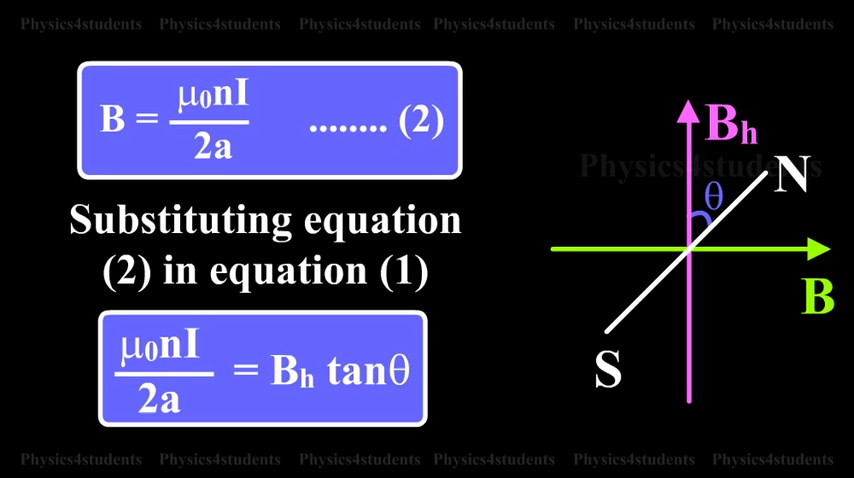 Physics4students Physics4students Physics4students Physics4students Physics4students Physics4students
B = μ₀nI / 2a ........ (2)
Substituting equation
(2) in equation (1)
μ₀nI / 2a = Bₕ tanθ
Bₕ
Physics4students
N
θ
B
S
Physics4students Physics4students Physics4students Physics4students Physics4students Physics4students